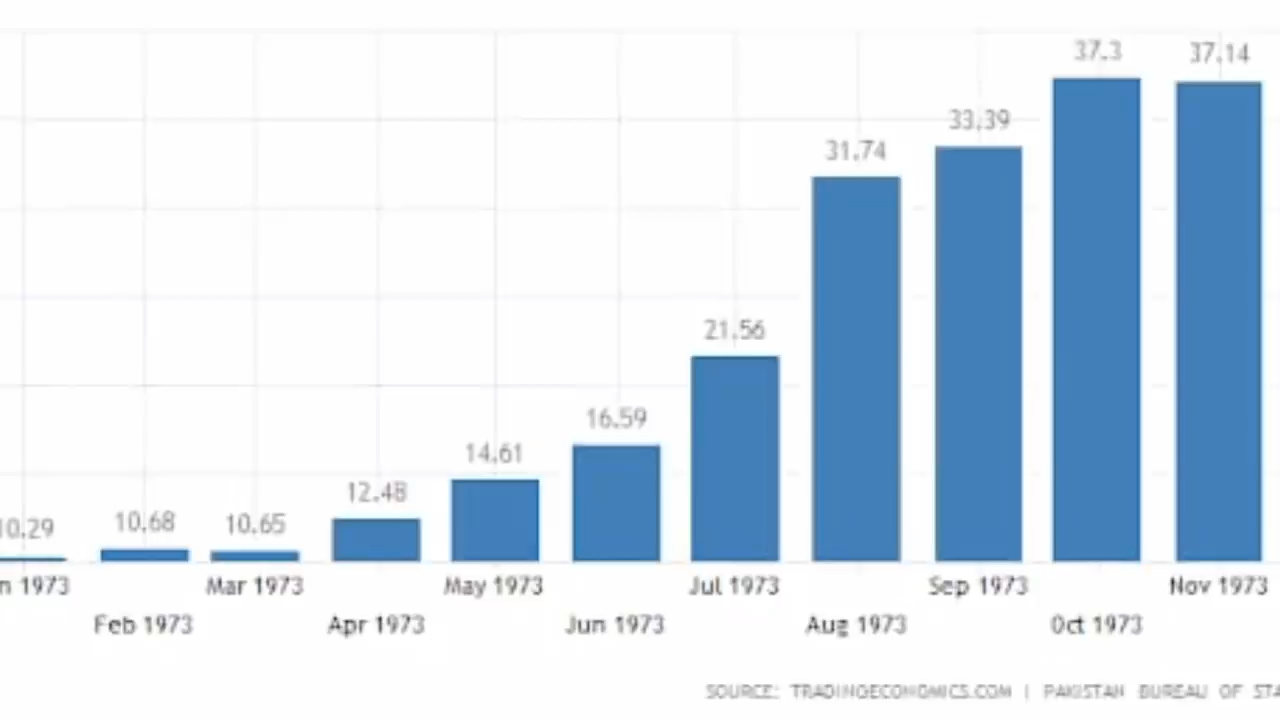 37.3
37.14
33.39
31.74
21.56
16.59
14.61
12.48
10.29
10.68
10.65
n 1973
Mar 1973
May 1973
Jul 1973
Sep 1973
Nov 1973
Feb 1973
Apr 1973
Jun 1973
Aug 1973
Oct 1973
SOURCE: TRADINGECONOMICS.COM | PAKISTAN BUREAU OF STA